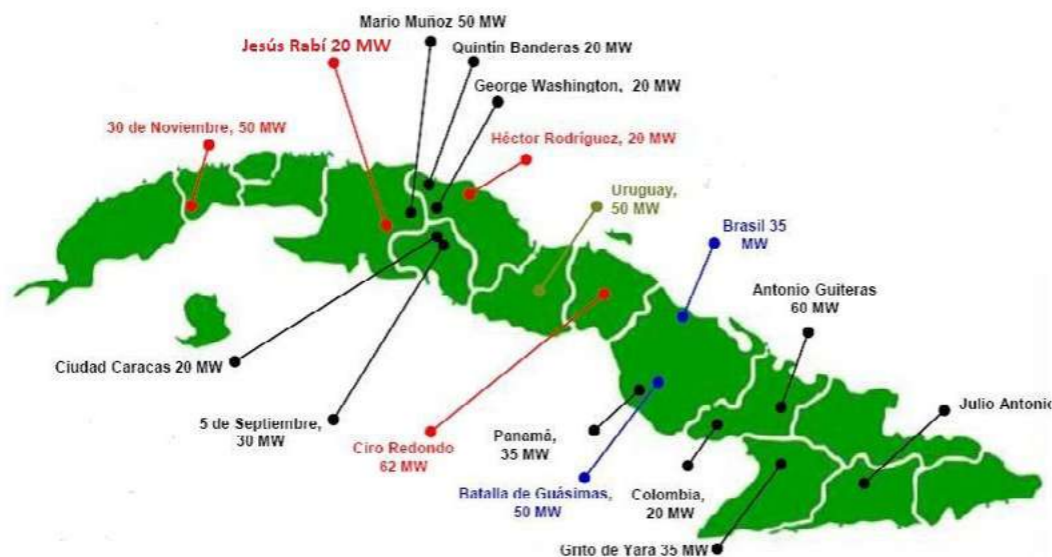 Mario Muñoz 50 MW
Jesús Rabí 20 MW
Quintin Banderas 20 MW
George Washington, 20 MW
30 de Noviembre, 50 MW
Héctor Rodríguez, 20 MW
Uruguay,
50 MW
Brasil 35
MW
Antonio Guiteras
60 MW
Ciudad Caracas 20 MW
Julio Antonio
5 de Septiembre,
30 MW
Ciro Redondo
62 MW
Panamá,
35 MW
Batalla de Guásimas,
50 MW
Colombia,
20 MW
Grito de Yara 35 MW